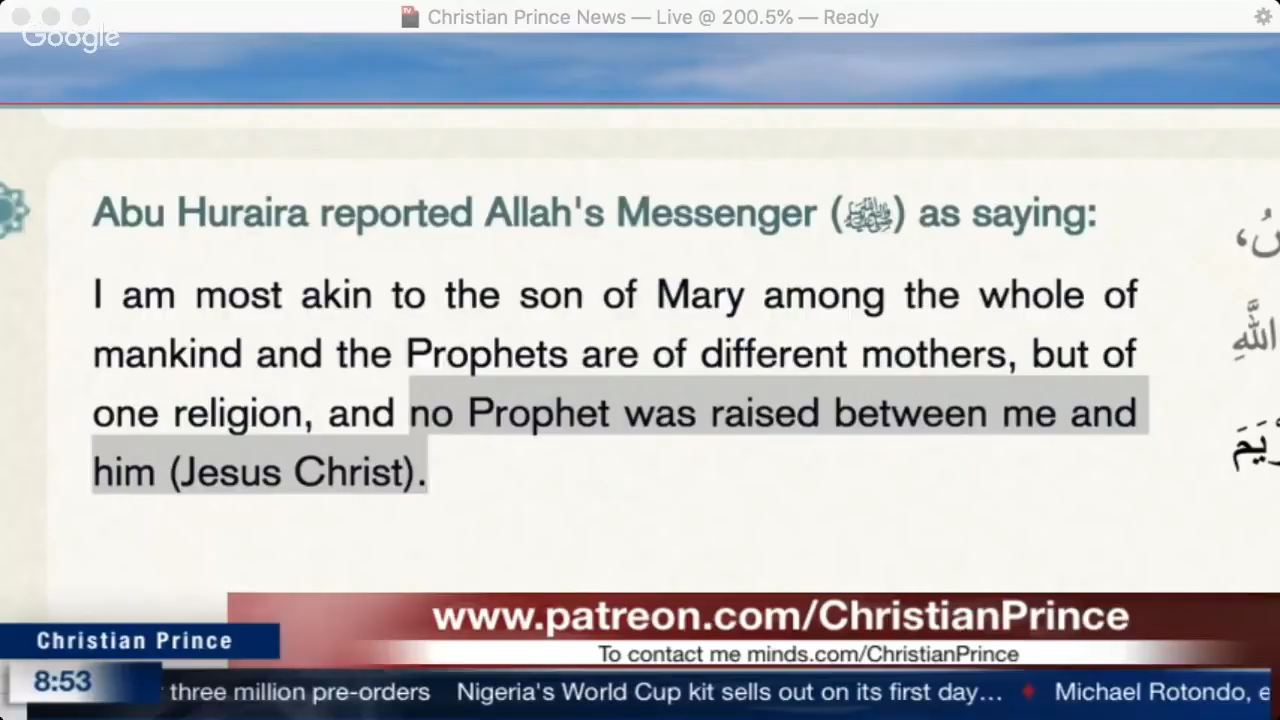 Christian Prince News — Live @ 200.5% — Ready
Google
Abu Huraira reported Allah's Messenger (ﷺ) as saying:
I am most akin to the son of Mary among the whole of
mankind and the Prophets are of different mothers, but of
one religion, and no Prophet was raised between me and
him (Jesus Christ).
www.patreon.com/ChristianPrince
To contact me minds.com/ChristianPrince
Christian Prince
8:53
three million pre-orders Nigeria's World Cup kit sells out on its first day... Michael Rotondo, e